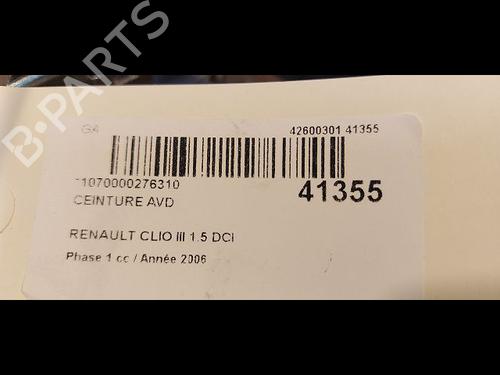 B-PARTS
G4 42600301 41355
11070000276310 41355
CEINTURE AVD
RENAULT CLIO III 1.5 DCI
Phase 1 cc / Année 2006